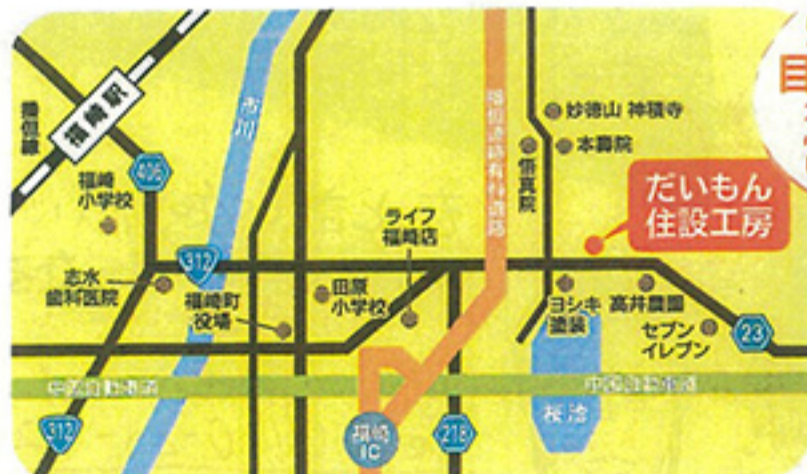 目
播但線
福崎駅
市川
播但連絡有料道路
妙徳山 神積寺
悟真院
本壽院
406
福崎
小学校
だいもん
住設工房
ライフ
福崎店
312
志水
歯科医院
福崎町
役場
田原
小学校
ヨシキ
塗装
高井農園
セブン
イレブン
23
中国自動車道
中国自動車道
桜池
312
福崎
IC
218